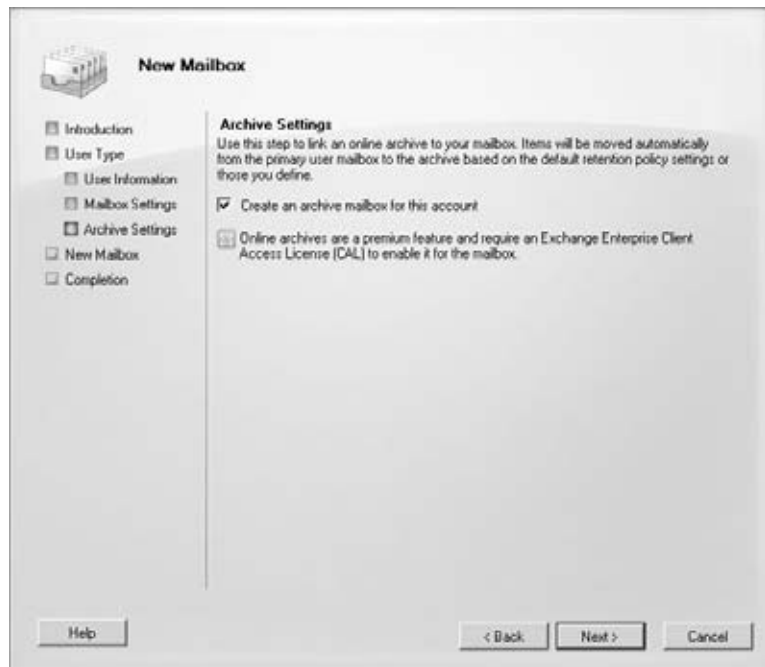 New Mailbox
Introduction
User Type
User Information
Mailbox Settings
Archive Settings
New Mailbox
Completion
Archive Settings
Use this step to link an online archive to your mailbox. Items will be moved automatically
from the primary user mailbox to the archive based on the default retention policy settings or
those you define.
Create an archive mailbox for this account
Online archives are a premium feature and require an Exchange Enterprise Client
Access License (CAL) to enable it for the mailbox.
Help
< Back
Next >
Cancel